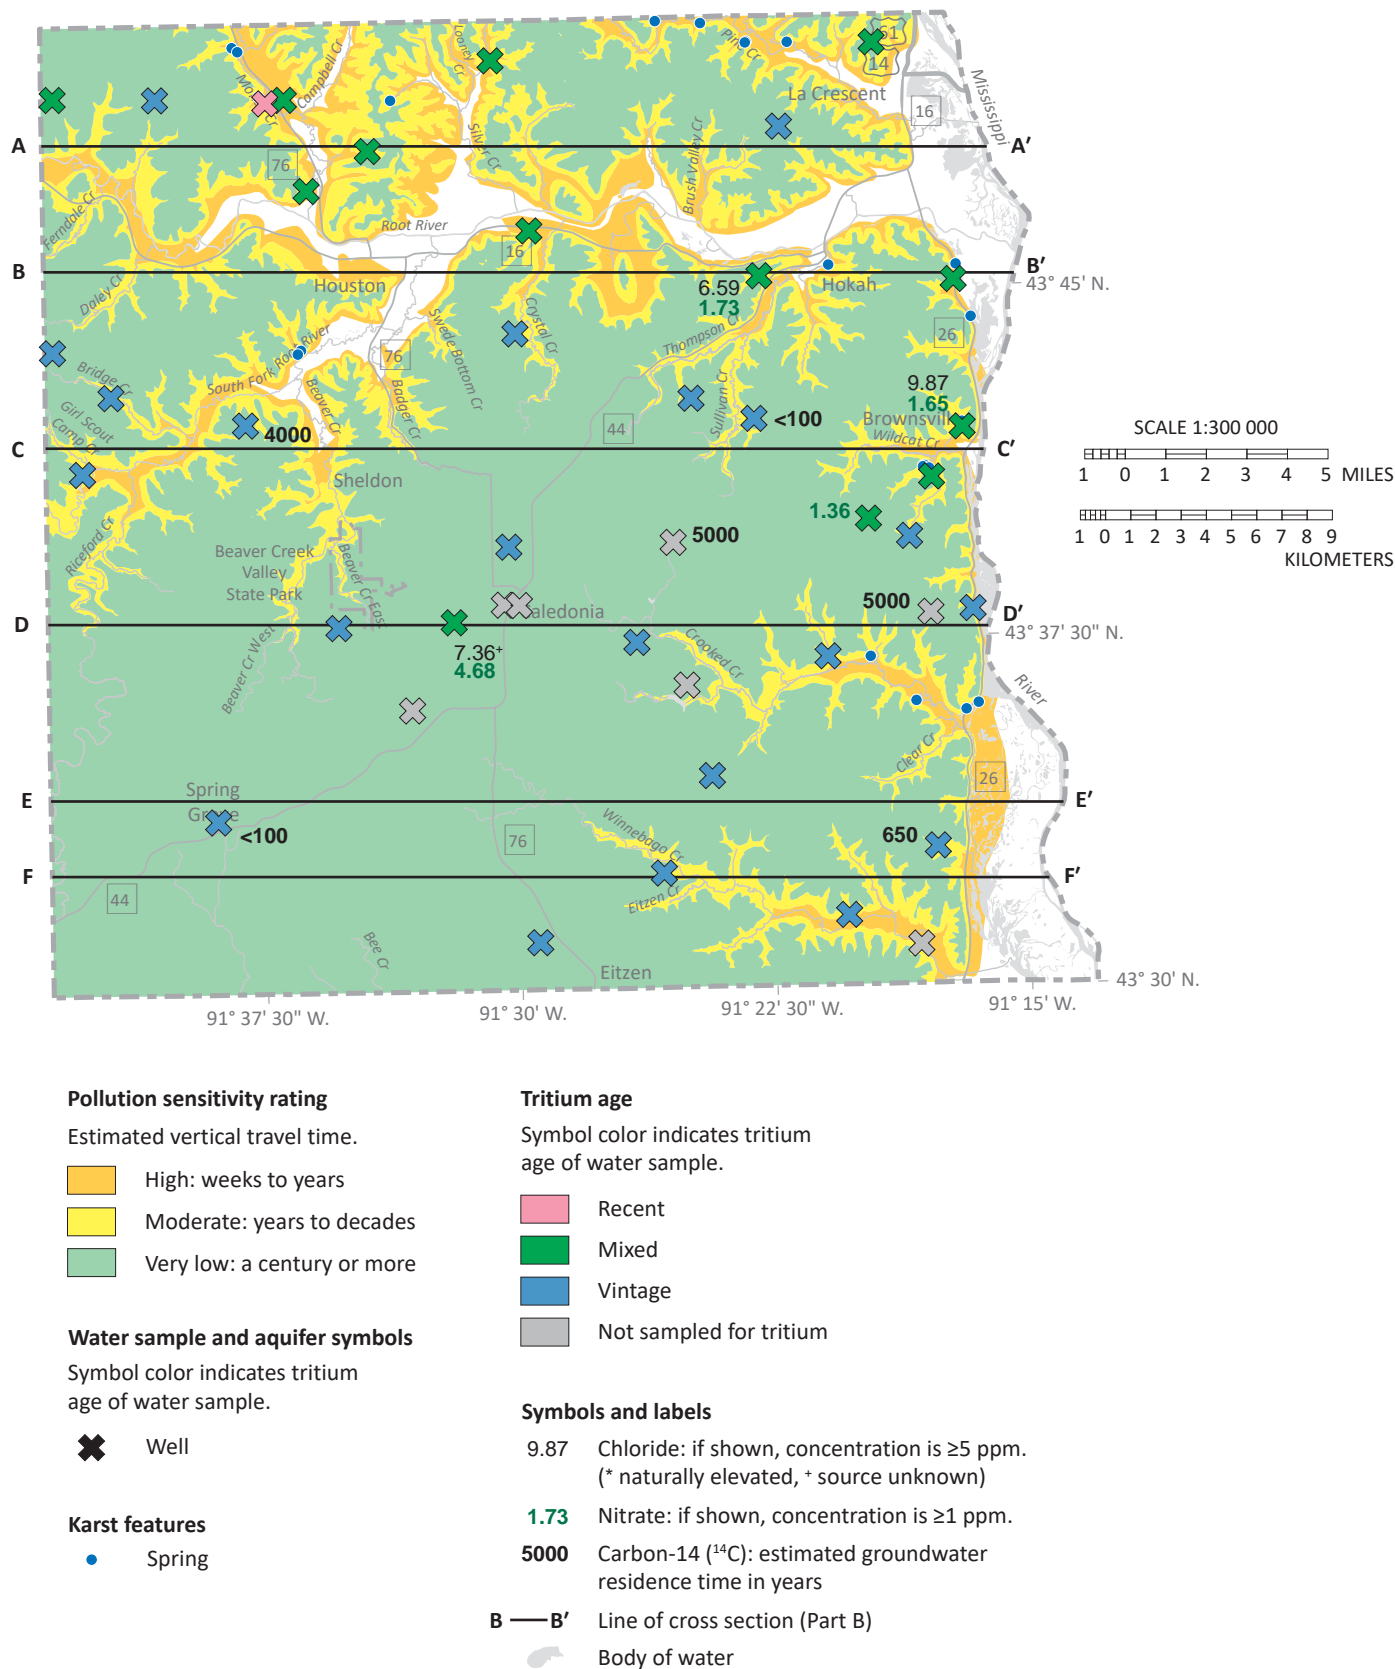 61
14
Pine Cr
Looney
Cr
Campbell Cr
La Crescent
16
Mississippi
A
A′
76
Silver Cr
Brush Valley Cr
Ferndale Cr
Root River
16
B
B′
43° 45' N.
Houston
Hokah
6.59
1.73
Daley Cr
Crystal Cr
Thompson Cr
26
Swede Bottom Cr
76
South Fork Root River
Bridge Cr
Beaver Cr
Badger Cr
Sullivan Cr
9.87
1.65
Girl Scout
Camp Cr
4000
44
<100
Wildcat Cr
C
C′
Sheldon
SCALE 1:300 000
1 0 1 2 3 4 5 MILES
1 0 1 2 3 4 5 6 7 8 9
KILOMETERS
1.36
Riceford Cr
5000
Beaver Creek
Valley
State Park
Beaver Cr East
5000
D
D′
43° 37' 30" N.
7.36+
4.68
Beaver Cr West
Crooked Cr
River
Clear Cr
26
Spring
E
E′
<100
76
Winnebago Cr
650
F
F′
44
Eitzen Cr
Bee Cr
Eitzen
43° 30' N.
91° 37' 30" W.
91° 30' W.
91° 22' 30" W.
91° 15' W.
Pollution sensitivity rating
Estimated vertical travel time.
High: weeks to years
Moderate: years to decades
Very low: a century or more
Water sample and aquifer symbols
Symbol color indicates tritium
age of water sample.
Well
Karst features
Spring
Tritium age
Symbol color indicates tritium
age of water sample.
Recent
Mixed
Vintage
Not sampled for tritium
Symbols and labels
9.87 Chloride: if shown, concentration is ≥5 ppm.
(* naturally elevated, + source unknown)
1.73 Nitrate: if shown, concentration is ≥1 ppm.
5000 Carbon-14 (14C): estimated groundwater
residence time in years
B B′ Line of cross section (Part B)
Body of water